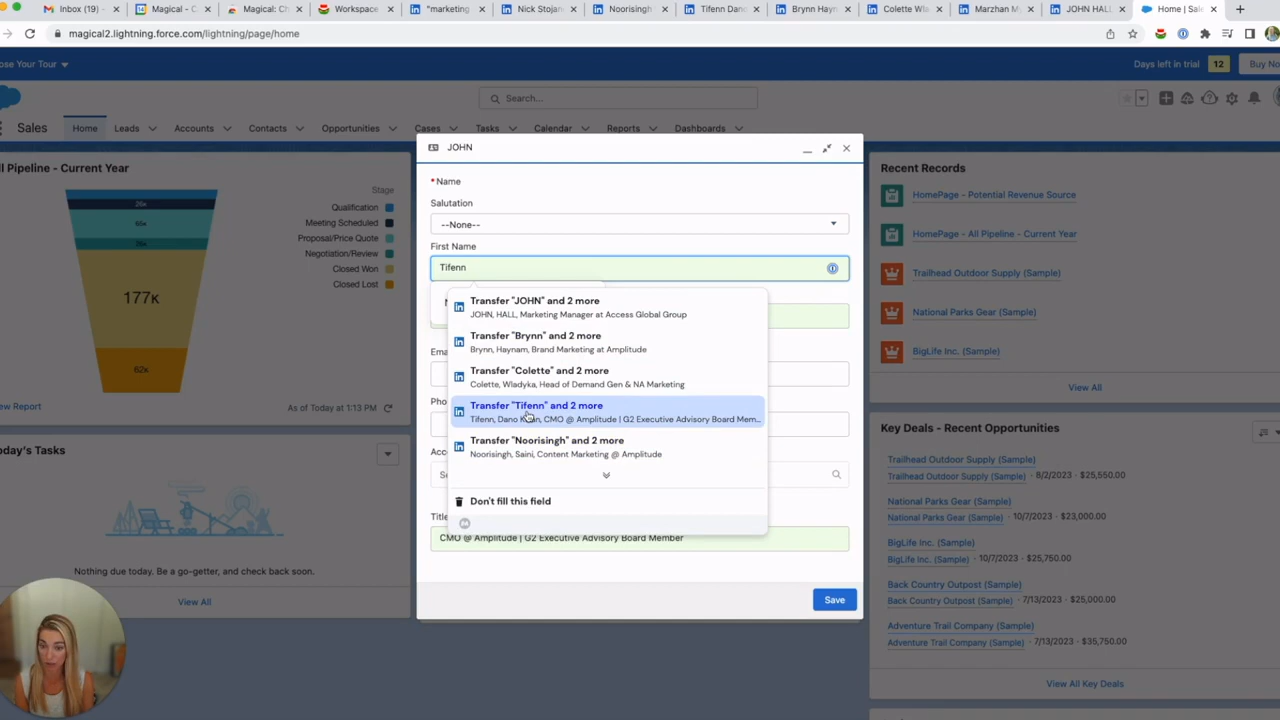 Inbox (19) -
Magical - C
Magical: Ch
Workspace
"marketing
Nick Stojan
Noorisingh
Tifenn Dan
Brynn Hayn
Colette Wla
Marzhan M
JOHN HALL
Home | Sale
magical2.lightning.force.com/lightning/page/home
ose Your Tour
Days left in trial
12
Buy No
Search...
Sales
Home
Leads
Accounts
Contacts
Opportunities
Cases
Tasks
Calendar
Reports
Dashboards
ll Pipeline - Current Year
Stage
Qualification
Meeting Scheduled
Proposal/Price Quote
Negotiation/Review
Closed Won
Closed Lost
177K
62K
As of Today at 1:13 PM
ew Report
oday's Tasks
Nothing due today. Be a go-getter, and check back soon.
View All
JOHN
*Name
Salutation
--None--
First Name
Tifenn
Transfer "JOHN" and 2 more
JOHN, HALL, Marketing Manager at Access Global Group
Transfer "Brynn" and 2 more
Brynn, Haynam, Brand Marketing at Amplitude
Ema
Transfer "Colette" and 2 more
Colette, Wladyka, Head of Demand Gen & NA Marketing
Pho
Transfer "Tifenn" and 2 more
Tifenn, Dano Kwan, CMO @ Amplitude | G2 Executive Advisory Board Mem...
Transfer "Noorisingh" and 2 more
Acc
Noorisingh, Saini, Content Marketing @ Amplitude
Se
Don't fill this field
Title
CMO @ Amplitude | G2 Executive Advisory Board Member
Save
Recent Records
HomePage - Potential Revenue Source
HomePage - All Pipeline - Current Year
Trailhead Outdoor Supply (Sample)
National Parks Gear (Sample)
BigLife Inc. (Sample)
View All
Key Deals - Recent Opportunities
Trailhead Outdoor Supply (Sample)
Trailhead Outdoor Supply (Sample) · 8/2/2023 · $25,550.00
National Parks Gear (Sample)
National Parks Gear (Sample) · 10/7/2023 · $23,000.00
BigLife Inc. (Sample)
BigLife Inc. (Sample) · 10/7/2023 · $25,750.00
Back Country Outpost (Sample)
Back Country Outpost (Sample) · 7/13/2023 · $25,000.00
Adventure Trail Company (Sample)
Adventure Trail Company (Sample) · 7/13/2023 · $35,750.00
View All Key Deals